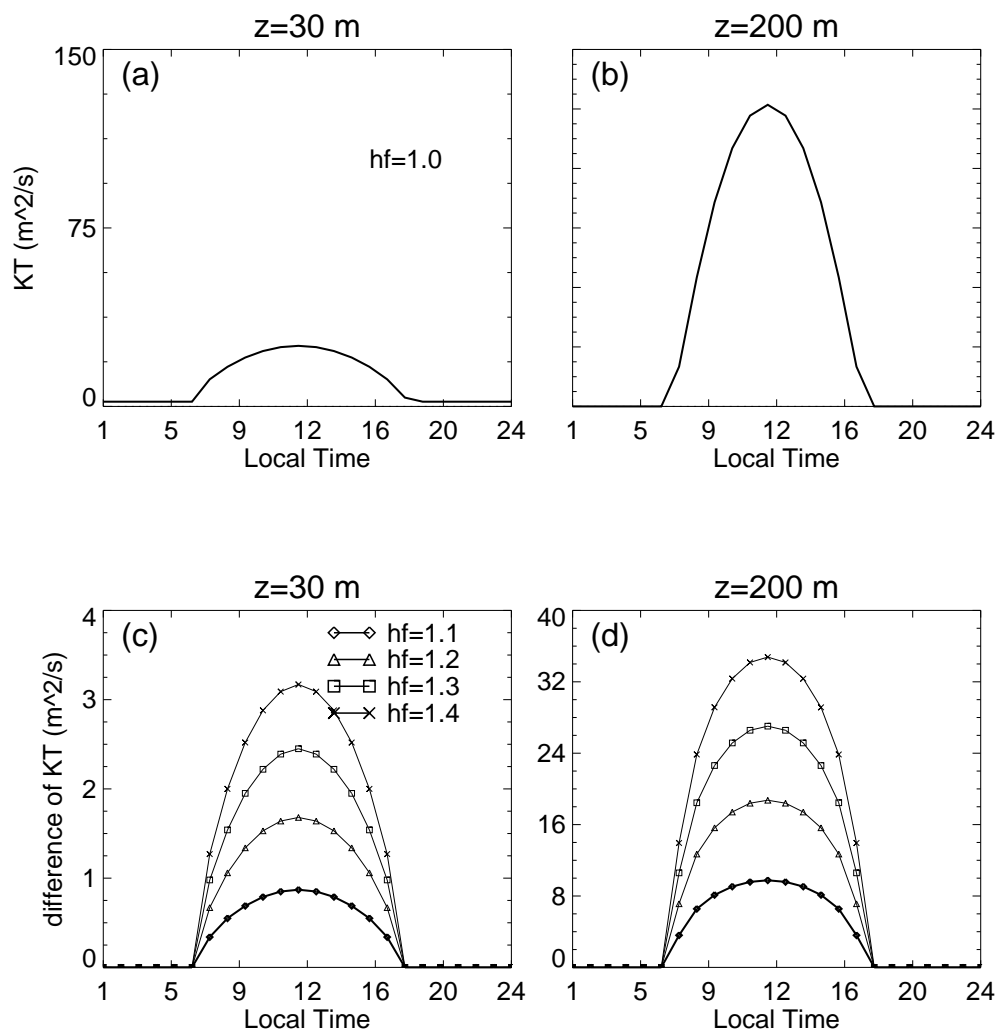 z=30 m
z=200 m
150
75
0
KT (m^2/s)
(a)
hf=1.0
(b)
1 5 9 12 16 20 24
Local Time
1 5 9 12 16 20 24
Local Time
z=30 m
z=200 m
4
3
2
1
0
difference of KT (m^2/s)
(c)
hf=1.1
hf=1.2
hf=1.3
hf=1.4
40
32
24
16
8
0
(d)
1 5 9 12 16 20 24
Local Time
1 5 9 12 16 20 24
Local Time